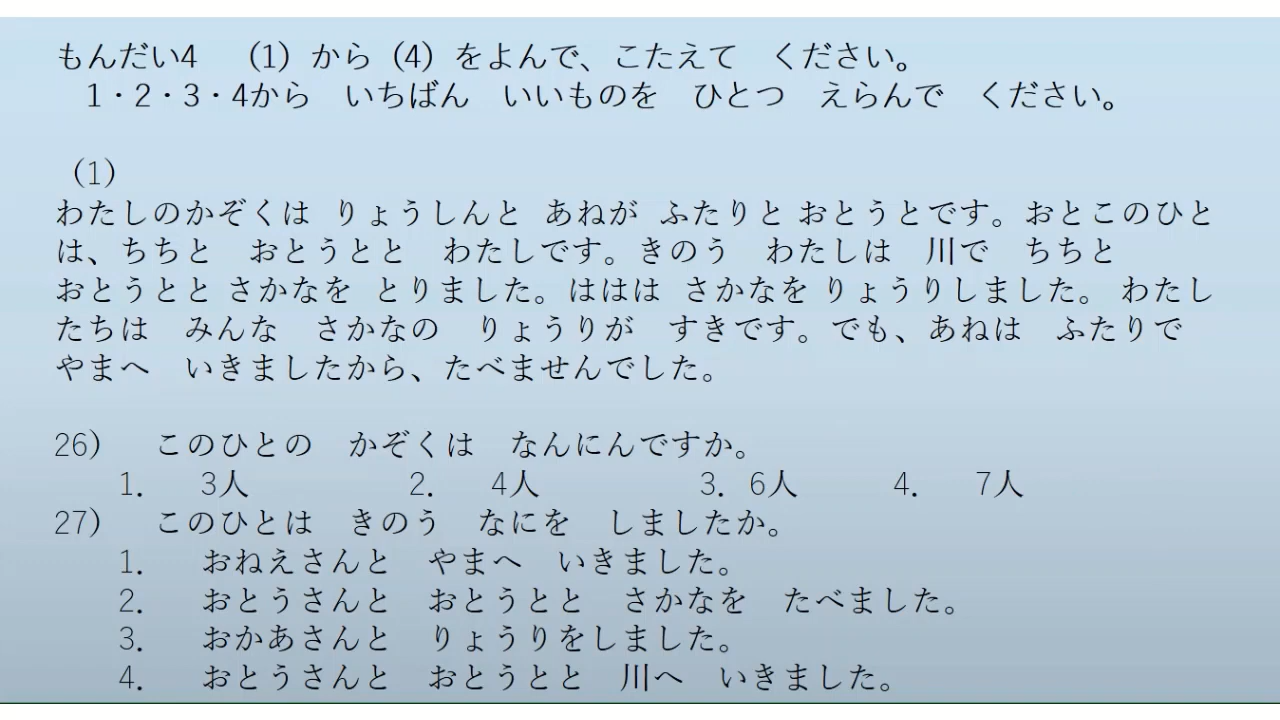 もんだい4　（1）から（4）をよんで、こたえて　ください。
1・2・3・4から　いちばん　いいものを　ひとつ　えらんで　ください。
（1）
わたしのかぞくは　りょうしんと　あねが　ふたりと おとうとです。おとこのひと
は、ちちと　おとうとと　わたしです。きのう　わたしは　川で　ちちと
おとうとと さかなを　とりました。ははは　さかなを りょうりしました。 わたし
たちは　みんな　さかなの　りょうりが　すきです。でも、あねは　ふたりで
やまへ　いきましたから、たべませんでした。
26）　このひとの　かぞくは　なんにんですか。
1.　3人　2.　4人　3. 6人　4.　7人
27）　このひとは　きのう　なにを　しましたか。
1.　おねえさんと　やまへ　いきました。
2.　おとうさんと　おとうとと　さかなを　たべました。
3.　おかあさんと　りょうりをしました。
4.　おとうさんと　おとうとと　川へ　いきました。